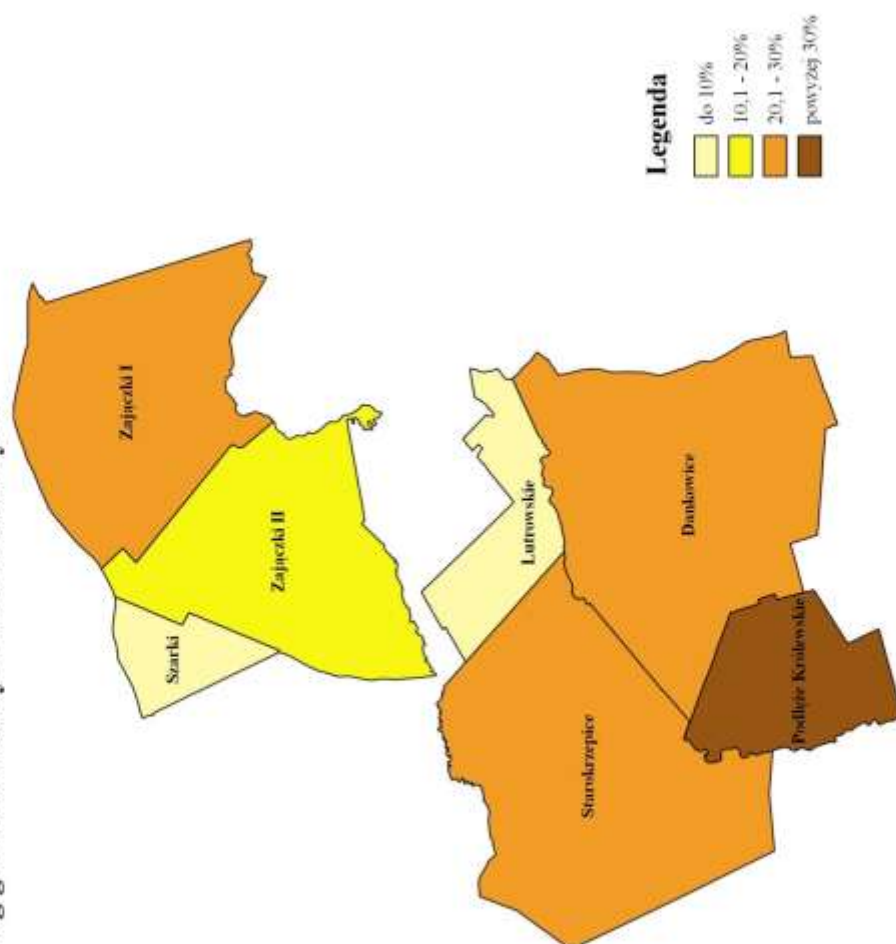 Zajączki I
Szarki
Zajączki II
Lutrowskie
Starokrzepice
Dankowice
Podłęże Królewskie
Legenda
do 10%
10,1 - 20%
20,1 - 30%
powyżej 30%